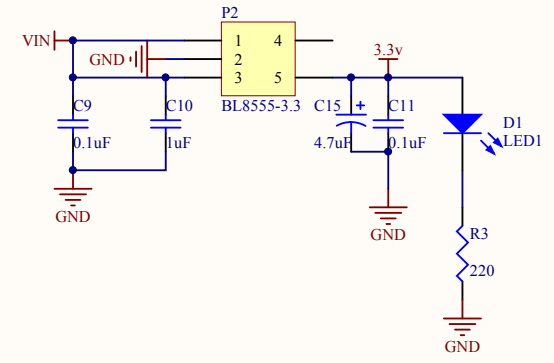 P2
VIN
1
4
3.3v
GND
2
3
5
C9
C10
BL8555-3.3
C15
+
C11
D1
0.1uF
1uF
4.7uF
0.1uF
LED1
GND
GND
R3
220
GND